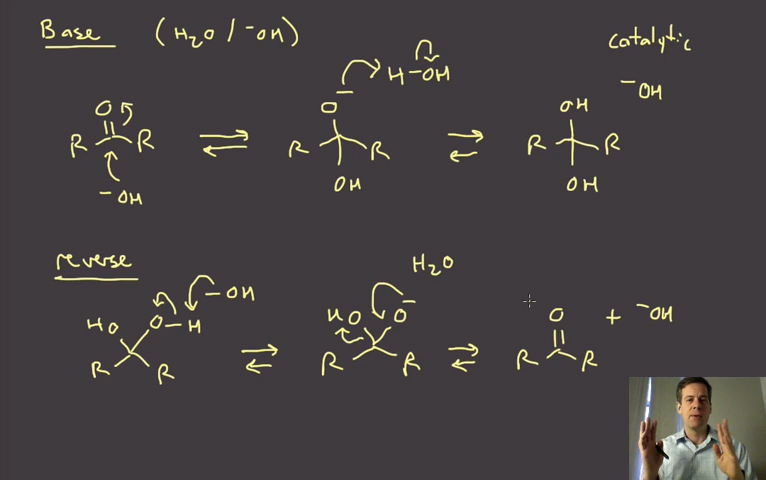 Base (H2O / ⁻OH)
catalytic
⁻OH
H–OH
O
R R
⁻OH
⁻
O
R R
OH
OH
R R
OH
reverse
H2O
HO O–H ⁻OH
R R
HO O⁻
R R
O + ⁻OH
R R